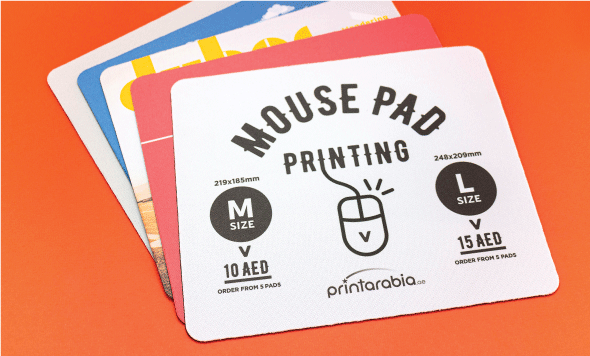 dubai
MOUSE PAD
PRINTING
219x185mm
M
SIZE
10 AED
ORDER FROM 5 PADS
248x209mm
L
SIZE
15 AED
ORDER FROM 5 PADS
printarabia.ae